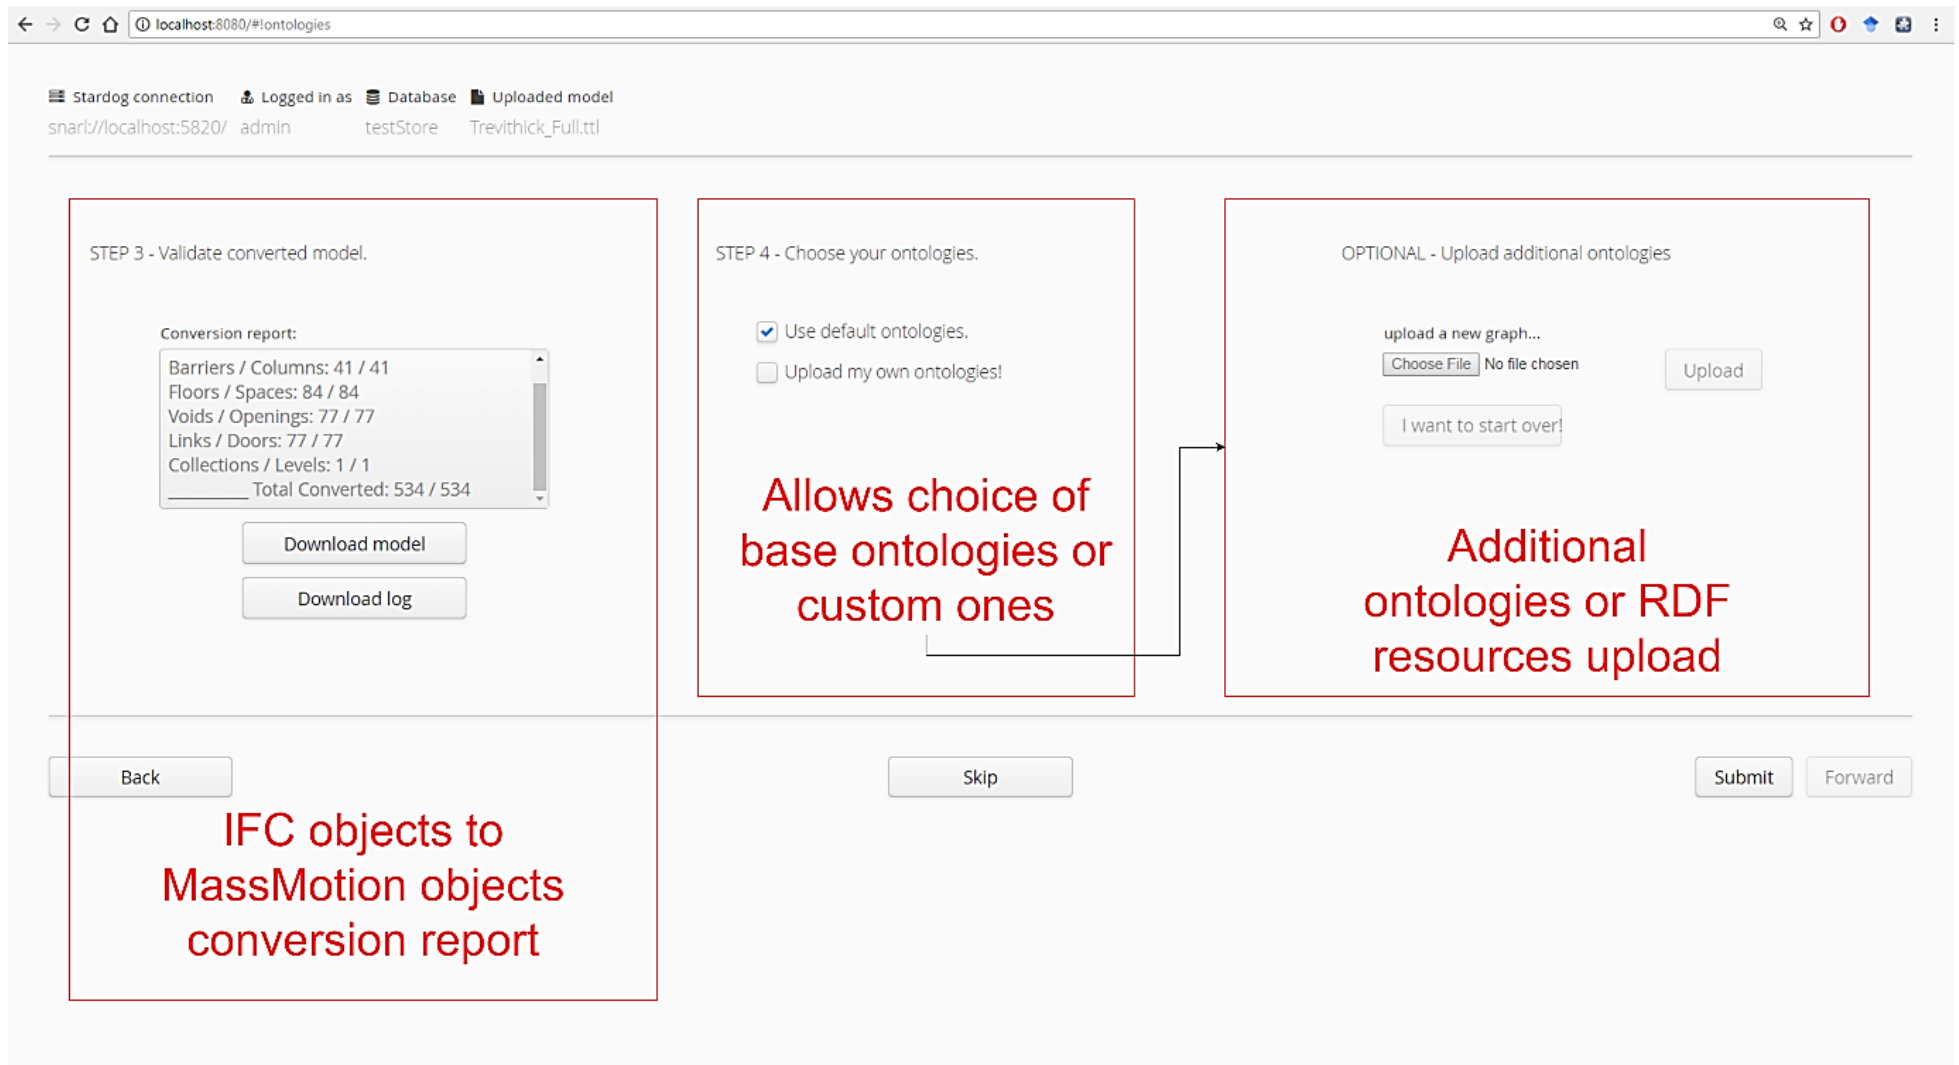 localhost:8080/#!ontologies
Stardog connection Logged in as Database Uploaded model
snarl://localhost:5820/ admin testStore Trevithick_Full.ttl
STEP 3 - Validate converted model.
Conversion report:
Barriers / Columns: 41 / 41
Floors / Spaces: 84 / 84
Voids / Openings: 77 / 77
Links / Doors: 77 / 77
Collections / Levels: 1 / 1
_________ Total Converted: 534 / 534
Download model
Download log
IFC objects to
MassMotion objects
conversion report
STEP 4 - Choose your ontologies.
Use default ontologies.
Upload my own ontologies!
Allows choice of
base ontologies or
custom ones
OPTIONAL - Upload additional ontologies
upload a new graph...
Choose File No file chosen
Upload
I want to start over!
Additional
ontologies or RDF
resources upload
Back
Skip
Submit
Forward